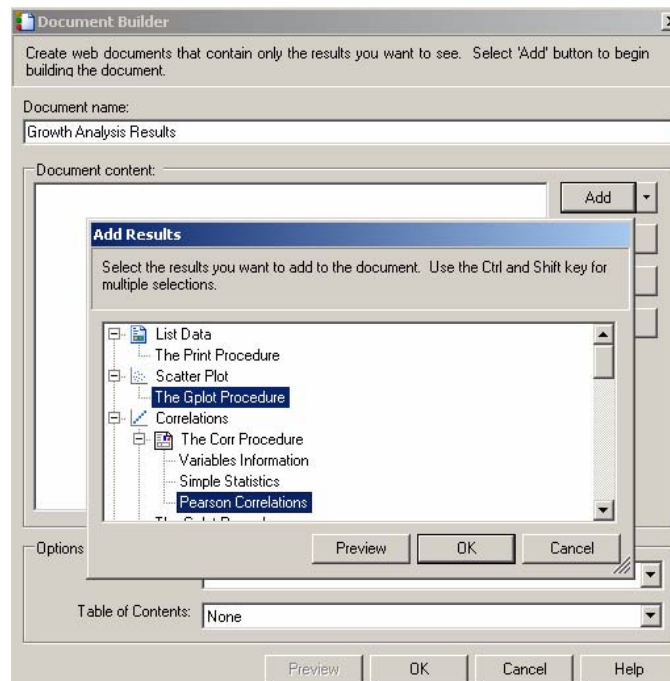 Document Builder
Create web documents that contain only the results you want to see. Select 'Add' button to begin
building the document.
Document name:
Growth Analysis Results
Document content:
Add
Add Results
Select the results you want to add to the document. Use the Ctrl and Shift key for
multiple selections.
List Data
The Print Procedure
Scatter Plot
The Gplot Procedure
Correlations
The Corr Procedure
Variables Information
Simple Statistics
Pearson Correlations
Preview OK Cancel
Options
Table of Contents: None
Preview OK Cancel Help